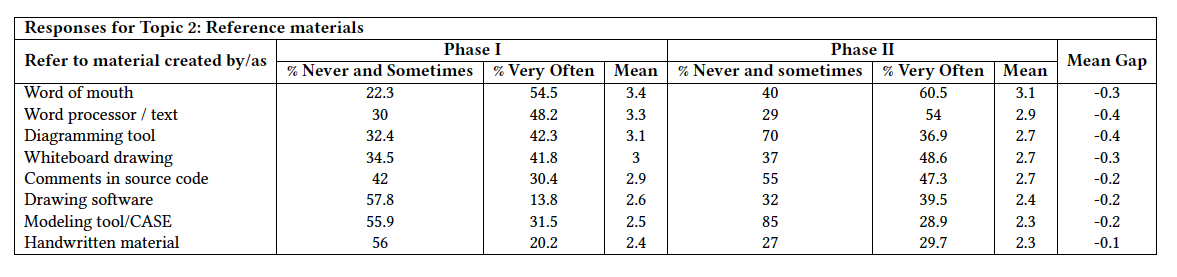 Responses for Topic 2: Reference materials
Refer to material created by/as Phase I Phase II Mean Gap
% Never and Sometimes % Very Often Mean % Never and sometimes % Very Often Mean
Word of mouth 22.3 54.5 3.4 40 60.5 3.1 -0.3
Word processor / text 30 48.2 3.3 29 54 2.9 -0.4
Diagramming tool 32.4 42.3 3.1 70 36.9 2.7 -0.4
Whiteboard drawing 34.5 41.8 3 37 48.6 2.7 -0.3
Comments in source code 42 30.4 2.9 55 47.3 2.7 -0.2
Drawing software 57.8 13.8 2.6 32 39.5 2.4 -0.2
Modeling tool/CASE 55.9 31.5 2.5 85 28.9 2.3 -0.2
Handwritten material 56 20.2 2.4 27 29.7 2.3 -0.1